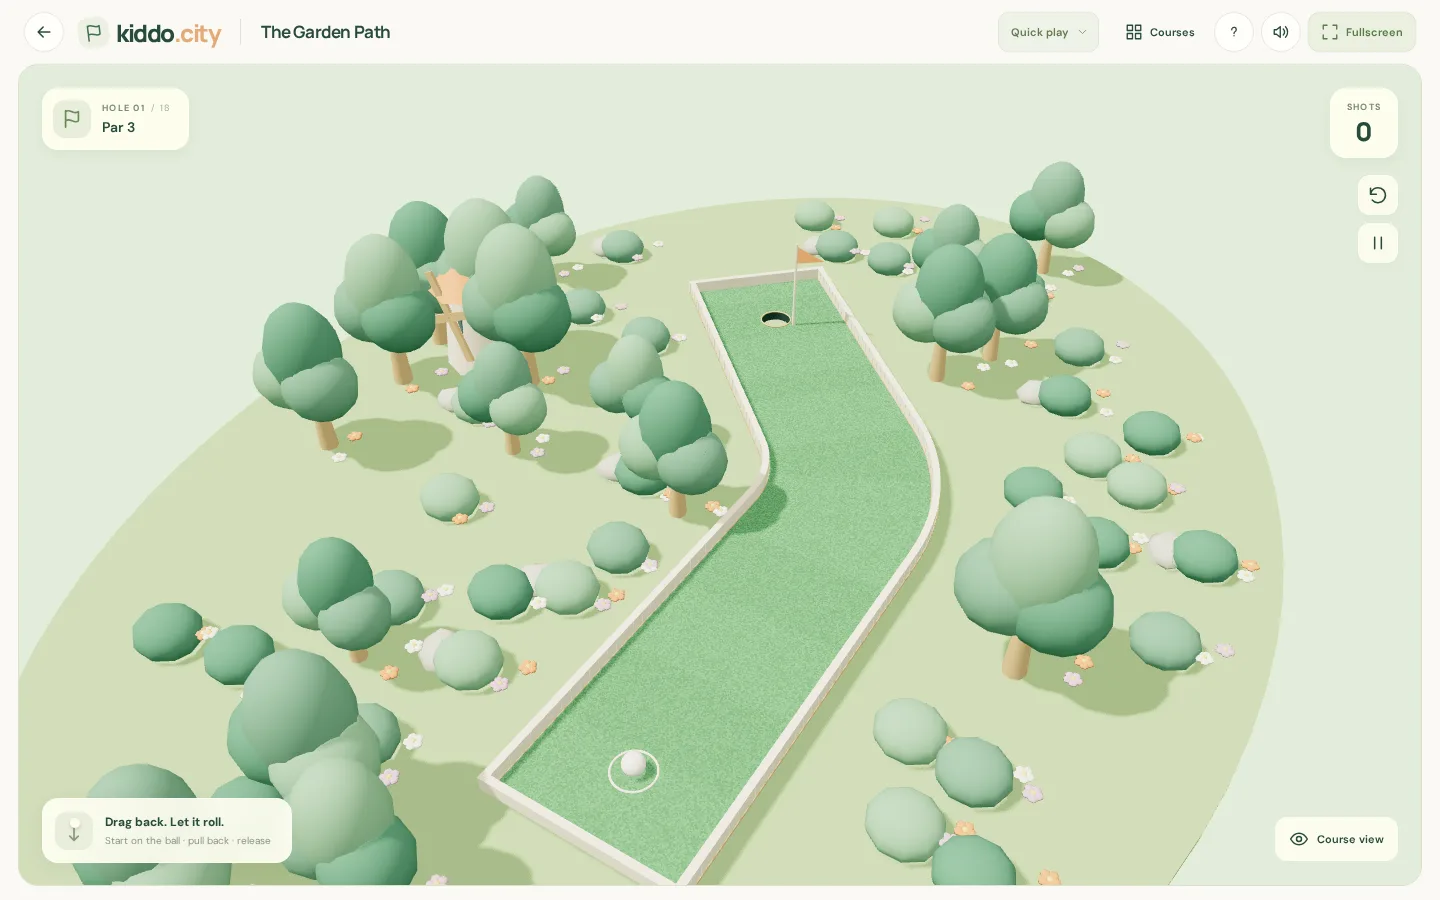 kiddo.city
The Garden Path
Quick play
Courses
?
Fullscreen
HOLE 01 / 18
Par 3
SHOTS
0
Drag back. Let it roll.
Start on the ball · pull back · release
Course view